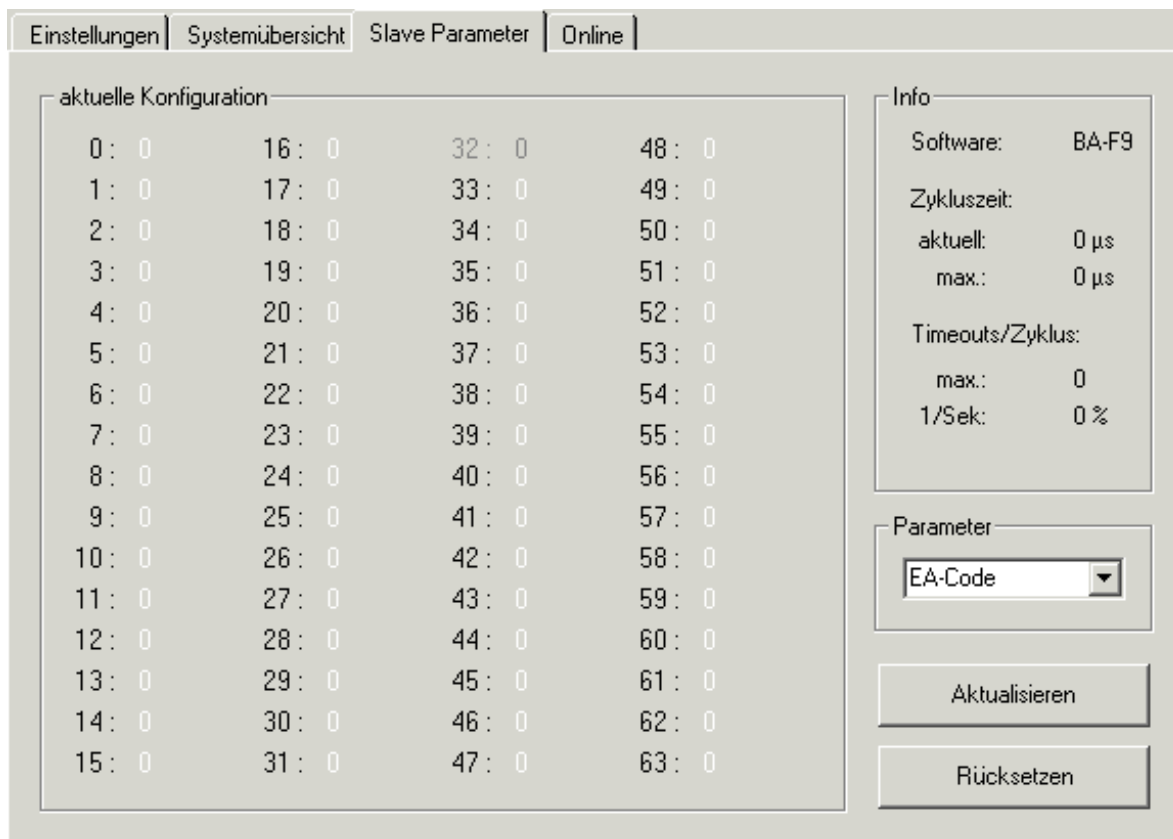 Einstellungen Systemübersicht Slave Parameter Online
aktuelle Konfiguration
0 : 0 16 : 0 32 : 0 48 : 0
1 : 0 17 : 0 33 : 0 49 : 0
2 : 0 18 : 0 34 : 0 50 : 0
3 : 0 19 : 0 35 : 0 51 : 0
4 : 0 20 : 0 36 : 0 52 : 0
5 : 0 21 : 0 37 : 0 53 : 0
6 : 0 22 : 0 38 : 0 54 : 0
7 : 0 23 : 0 39 : 0 55 : 0
8 : 0 24 : 0 40 : 0 56 : 0
9 : 0 25 : 0 41 : 0 57 : 0
10 : 0 26 : 0 42 : 0 58 : 0
11 : 0 27 : 0 43 : 0 59 : 0
12 : 0 28 : 0 44 : 0 60 : 0
13 : 0 29 : 0 45 : 0 61 : 0
14 : 0 30 : 0 46 : 0 62 : 0
15 : 0 31 : 0 47 : 0 63 : 0
Info
Software: BA-F9
Zykluszeit:
aktuell: 0 µs
max.: 0 µs
Timeouts/Zyklus:
max.: 0
1/Sek: 0 %
Parameter
EA-Code
Aktualisieren
Rücksetzen